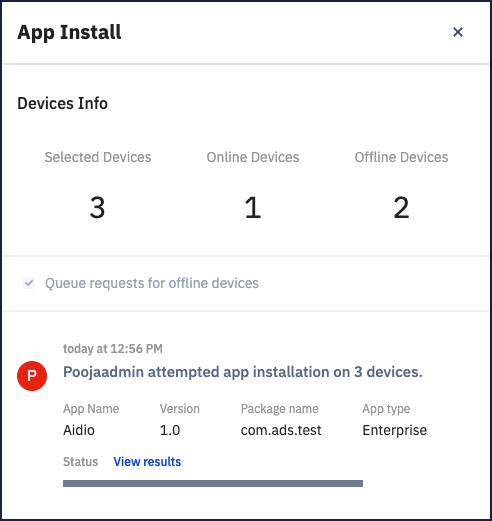 App Install
Devices Info
Selected Devices Online Devices Offline Devices
3 1 2
Queue requests for offline devices
today at 12:56 PM
P Poojaadmin attempted app installation on 3 devices.
App Name Version Package name App type
Aidio 1.0 com.ads.test Enterprise
Status View results